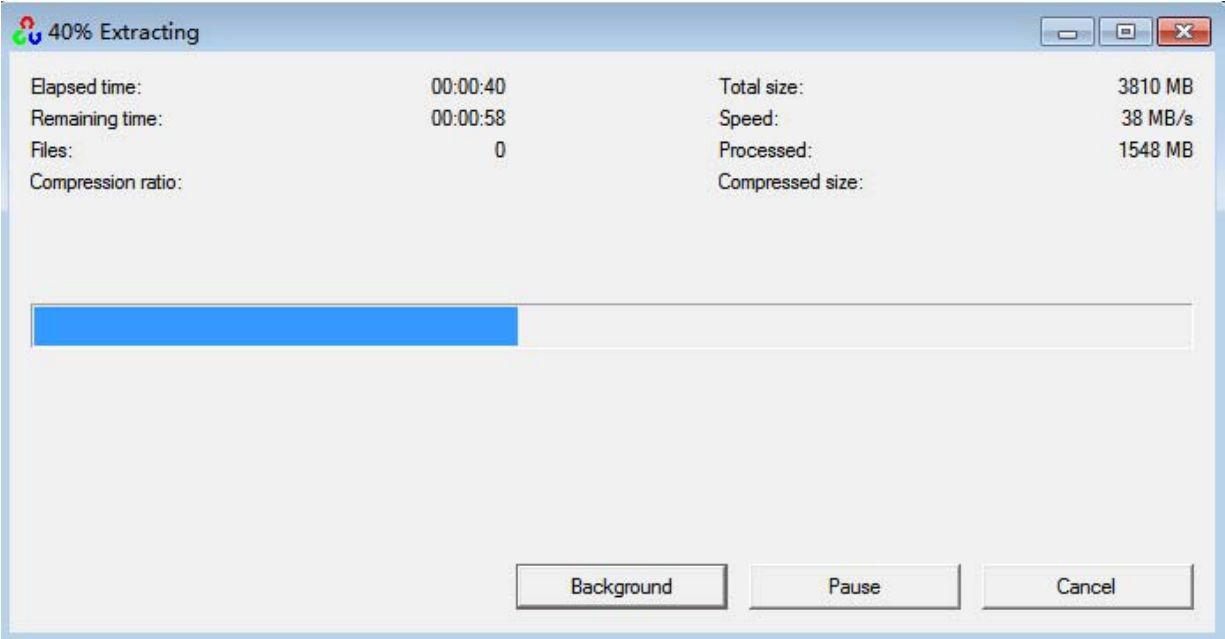 40% Extracting
Elapsed time: 00:00:40 Total size: 3810 MB
Remaining time: 00:00:58 Speed: 38 MB/s
Files: 0 Processed: 1548 MB
Compression ratio: Compressed size:
Background Pause Cancel